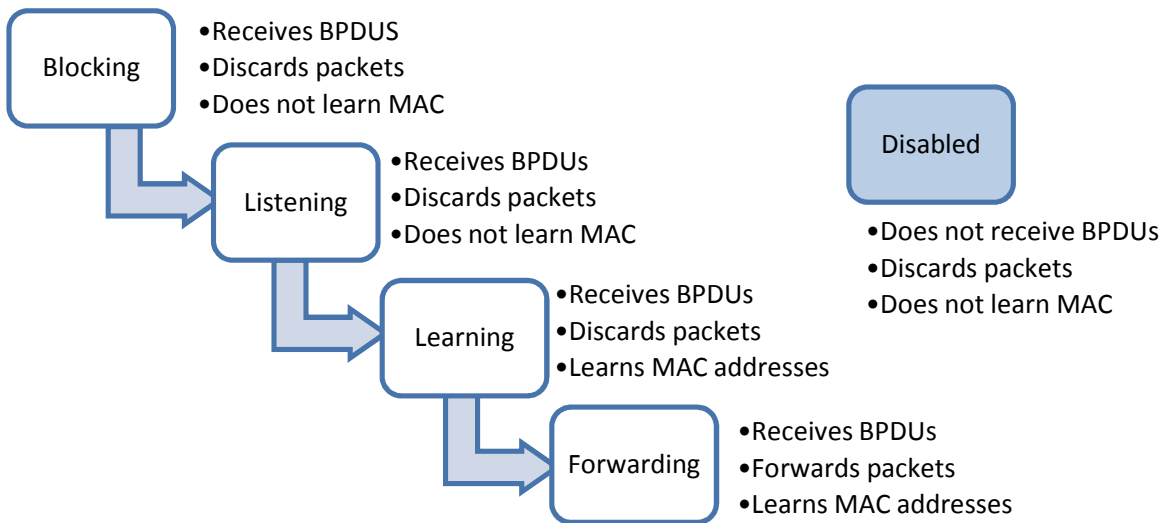 Blocking
•Receives BPDUS
•Discards packets
•Does not learn MAC
Listening
•Receives BPDUs
•Discards packets
•Does not learn MAC
Learning
•Receives BPDUs
•Discards packets
•Learns MAC addresses
Forwarding
•Receives BPDUs
•Forwards packets
•Learns MAC addresses
Disabled
•Does not receive BPDUs
•Discards packets
•Does not learn MAC